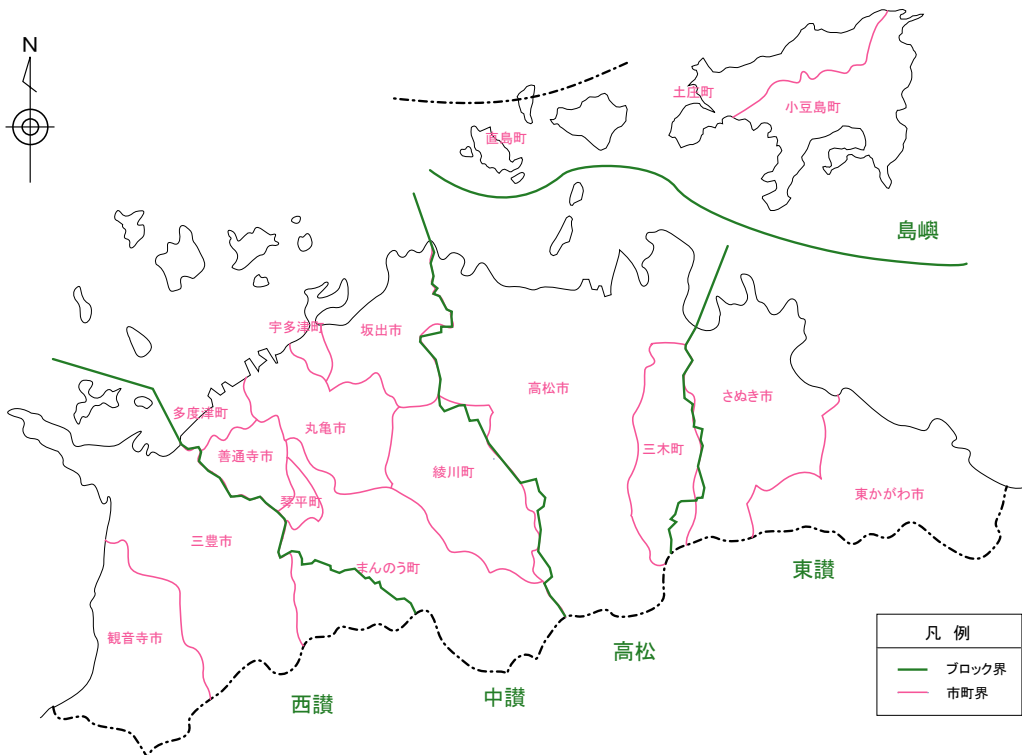 N
土庄町
小豆島町
直島町
島嶼
宇多津町
坂出市
高松市
さぬき市
多度津町
丸亀市
善通寺市
綾川町
三木町
琴平町
東かがわ市
三豊市
まんのう町
東讃
観音寺市
高松
西讃
中讃
凡 例
ブロック界
市町界